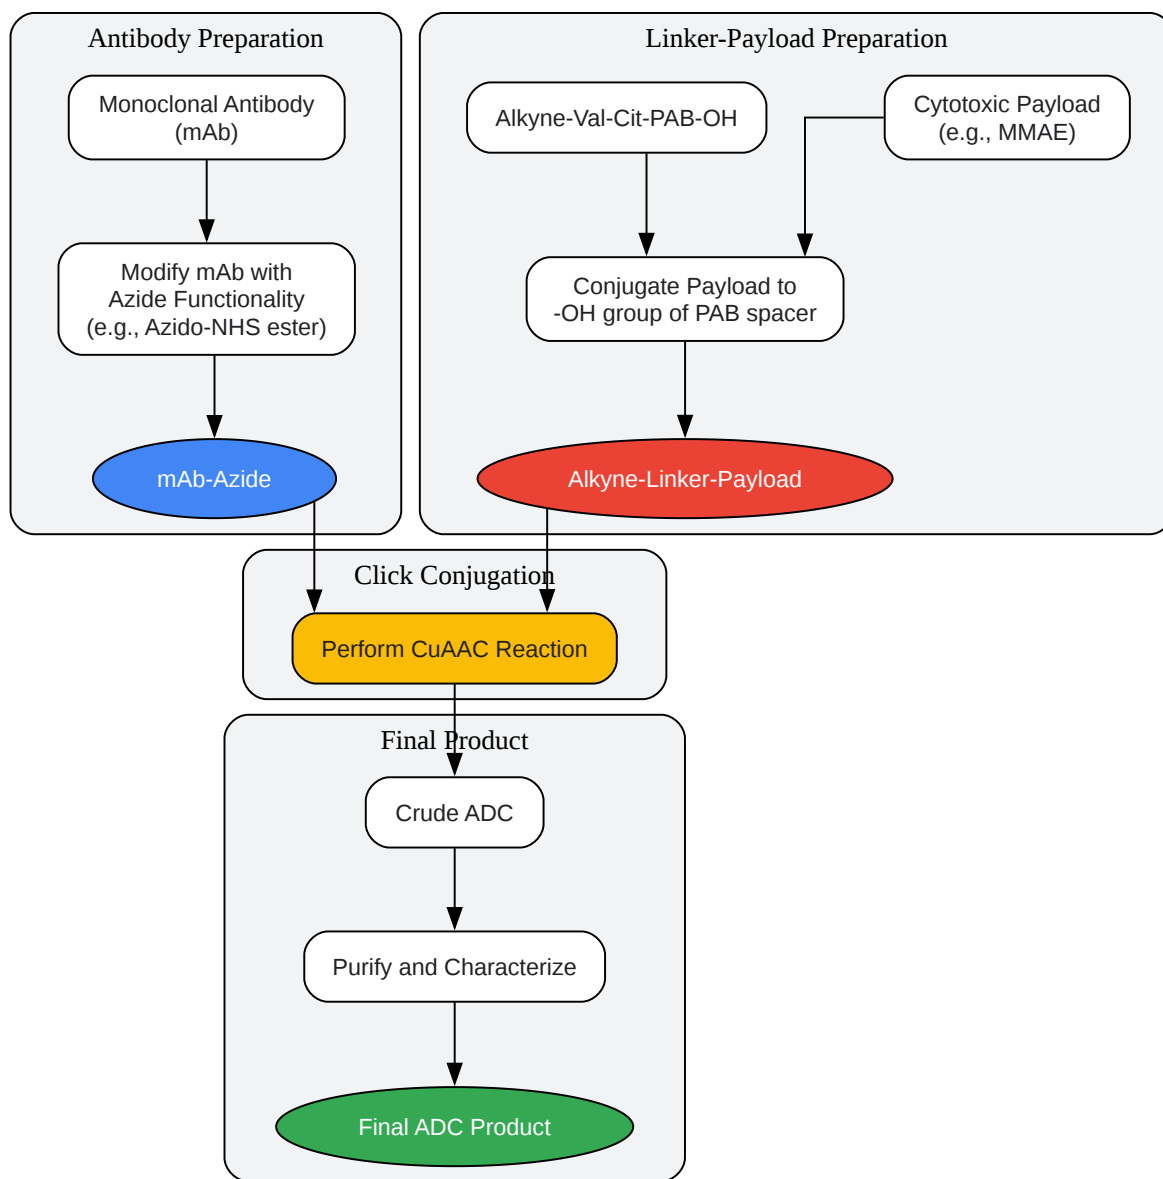 Antibody Preparation
Monoclonal Antibody
(mAb)
Modify mAb with
Azide Functionality
(e.g., Azido-NHS ester)
mAb-Azide
Linker-Payload Preparation
Alkyne-Val-Cit-PAB-OH
Cytotoxic Payload
(e.g., MMAE)
Conjugate Payload to
-OH group of PAB spacer
Alkyne-Linker-Payload
Click Conjugation
Perform CuAAC Reaction
Final Product
Crude ADC
Purify and Characterize
Final ADC Product